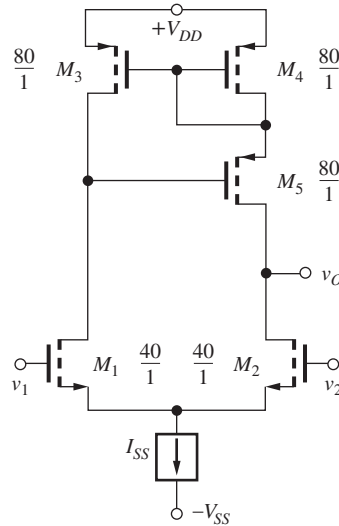 +V_DD
80/1 M_3 M_4 80/1
M_5 80/1
v_O
M_1 40/1 40/1 M_2
v_1 v_2
I_SS
−V_SS